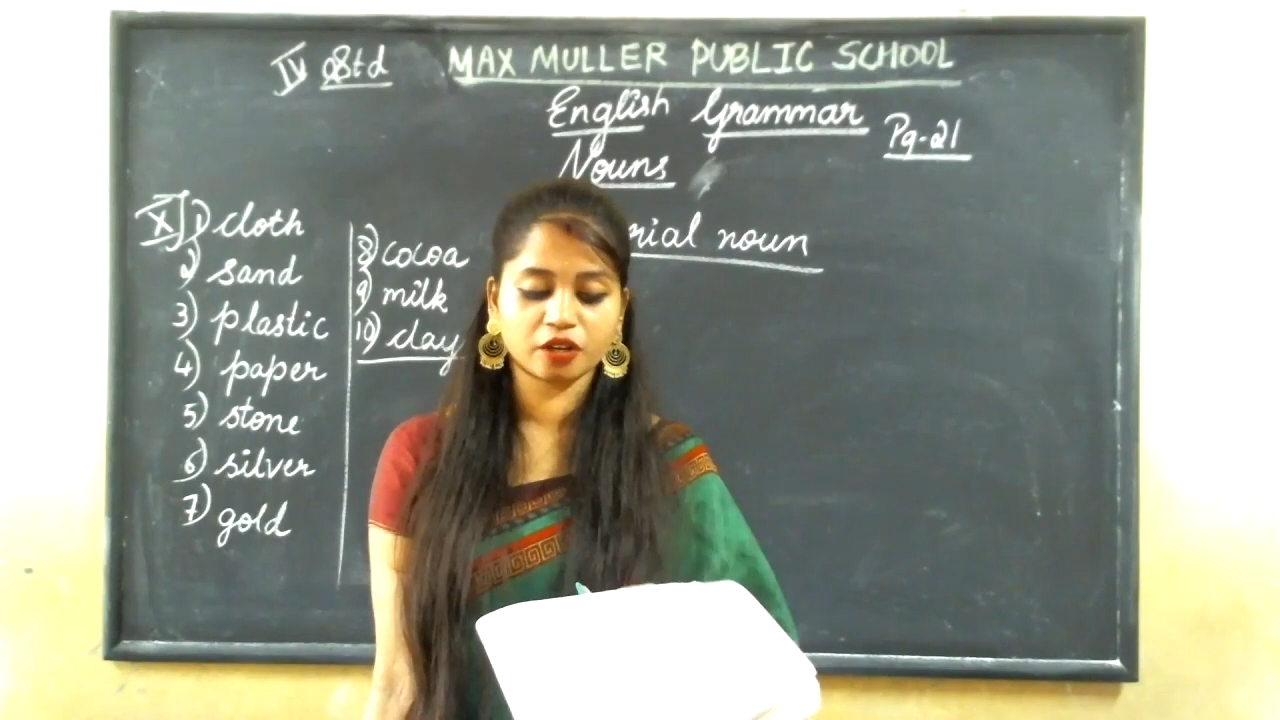 IV Std MAX MULLER PUBLIC SCHOOL
English Grammar
Pg-21
Nouns
rial noun
X] 1) cloth
2) sand
3) plastic
4) paper
5) stone
6) silver
7) gold
8) cocoa
9) milk
10) clay